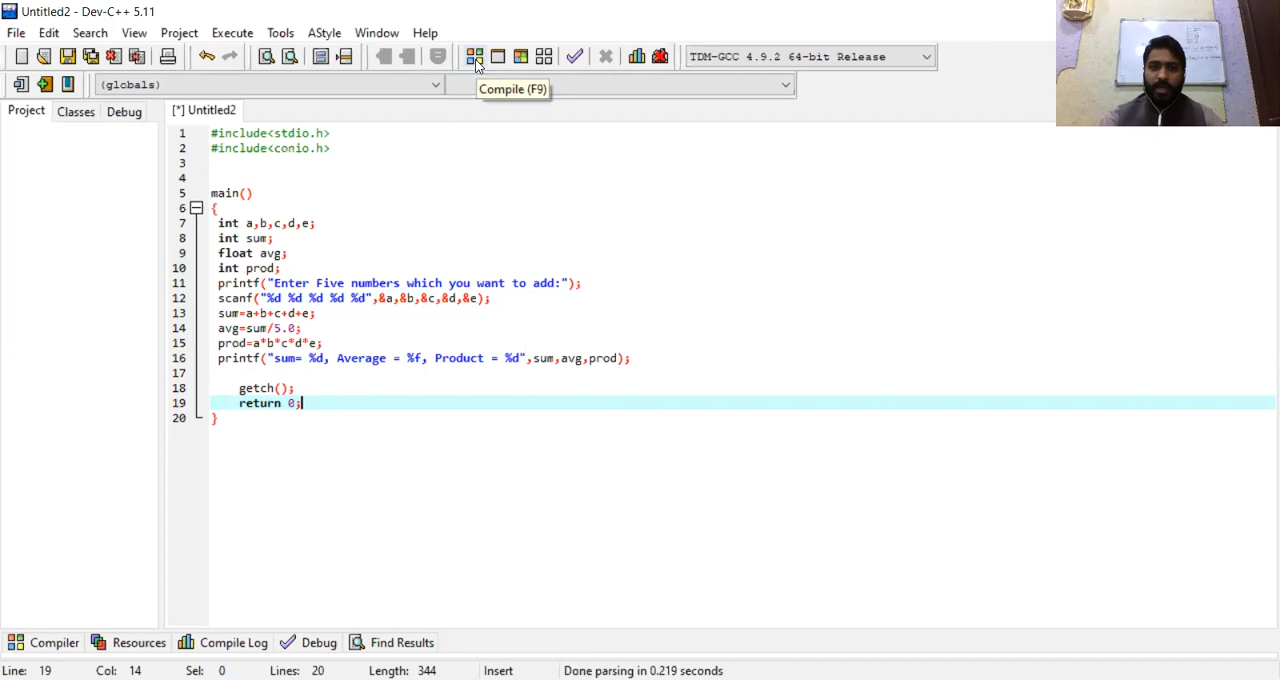 Untitled2 - Dev-C++ 5.11
File Edit Search View Project Execute Tools AStyle Window Help
TDM-GCC 4.9.2 64-bit Release
(globals)
Compile (F9)
Project Classes Debug [*] Untitled2
1 #include<stdio.h>
2 #include<conio.h>
3
4
5 main()
6 {
7 int a,b,c,d,e;
8 int sum;
9 float avg;
10 int prod;
11 printf("Enter Five numbers which you want to add:");
12 scanf("%d %d %d %d %d",&a,&b,&c,&d,&e);
13 sum=a+b+c+d+e;
14 avg=sum/5.0;
15 prod=a*b*c*d*e;
16 printf("sum= %d, Average = %f, Product = %d",sum,avg,prod);
17
18 getch();
19 return 0;
20 }
Compiler Resources Compile Log Debug Find Results
Line: 19 Col: 14 Sel: 0 Lines: 20 Length: 344 Insert Done parsing in 0.219 seconds